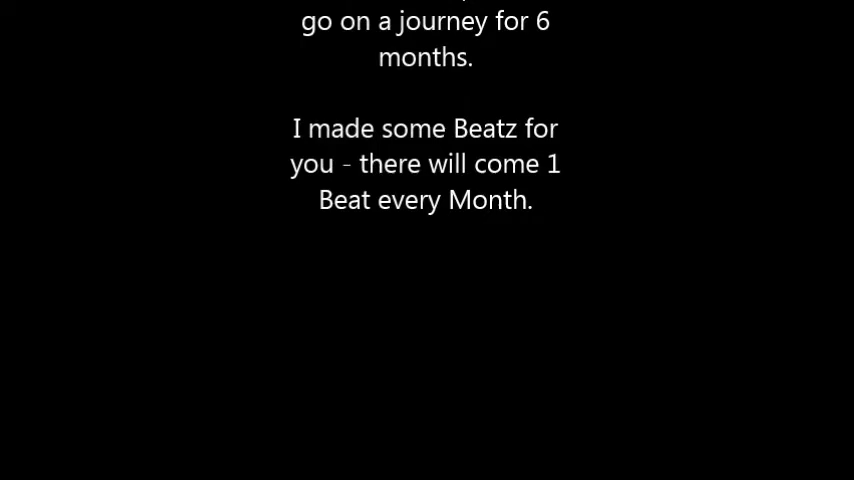 go on a journey for 6
months.
I made some Beatz for
you - there will come 1
Beat every Month.